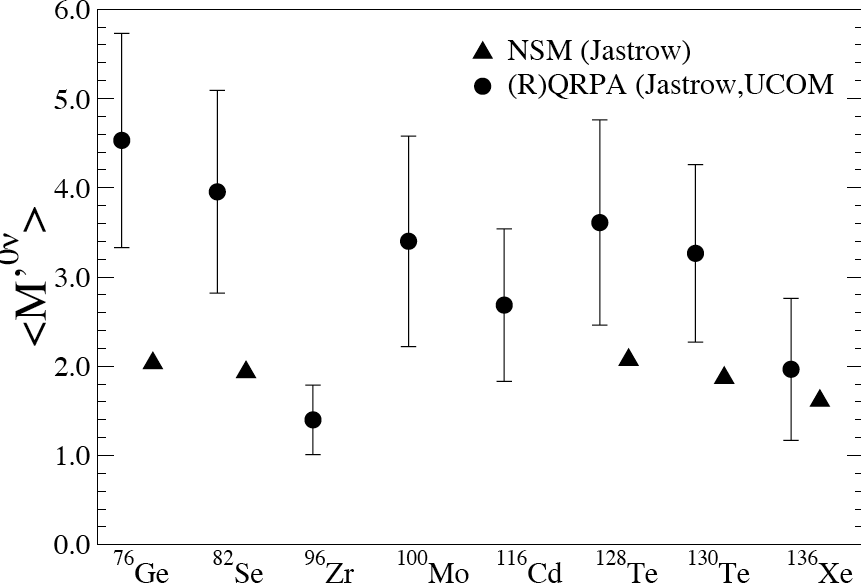 6.0
NSM (Jastrow)
5.0
(R)QRPA (Jastrow,UCOM
4.0
<M'⁰ᵛ>
3.0
2.0
1.0
0.0
⁷⁶Ge ⁸²Se ⁹⁶Zr ¹⁰⁰Mo ¹¹⁶Cd ¹²⁸Te ¹³⁰Te ¹³⁶Xe